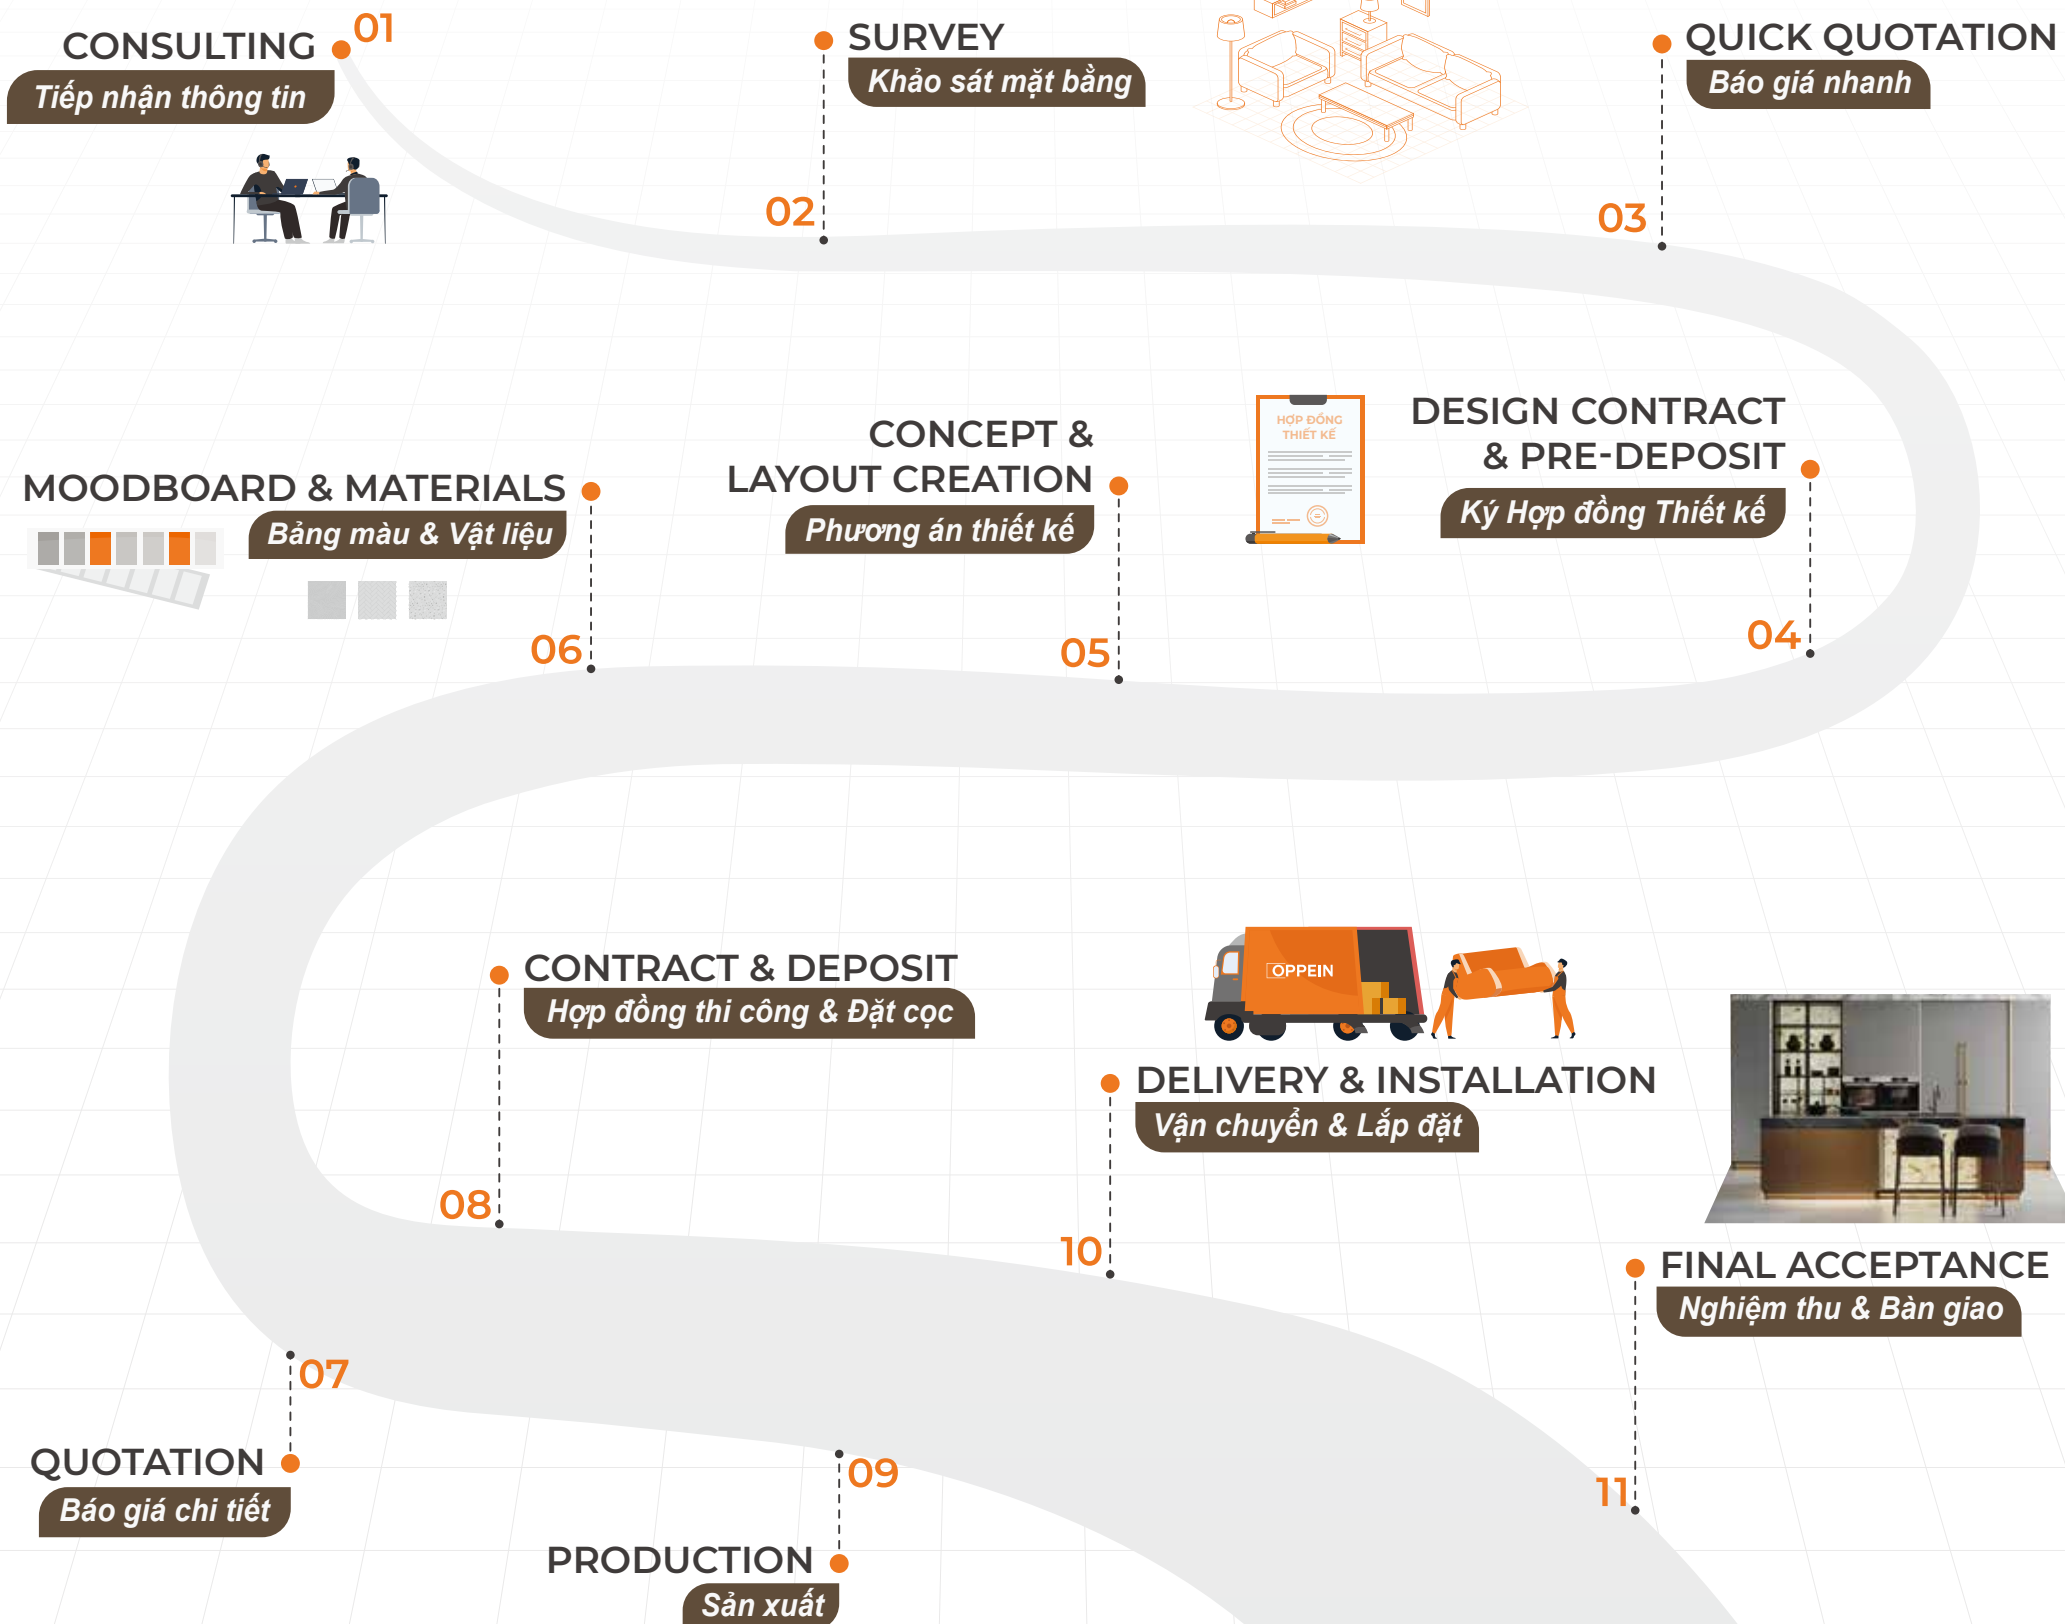 01
CONSULTING
Tiếp nhận thông tin
SURVEY
Khảo sát mặt bằng
02
QUICK QUOTATION
Báo giá nhanh
03
DESIGN CONTRACT
& PRE-DEPOSIT
Ký Hợp đồng Thiết kế
04
HỢP ĐỒNG
THIẾT KẾ
CONCEPT &
LAYOUT CREATION
Phương án thiết kế
05
MOODBOARD & MATERIALS
Bảng màu & Vật liệu
06
07
QUOTATION
Báo giá chi tiết
CONTRACT & DEPOSIT
Hợp đồng thi công & Đặt cọc
08
09
PRODUCTION
Sản xuất
OPPEIN
DELIVERY & INSTALLATION
Vận chuyển & Lắp đặt
10
FINAL ACCEPTANCE
Nghiệm thu & Bàn giao
11